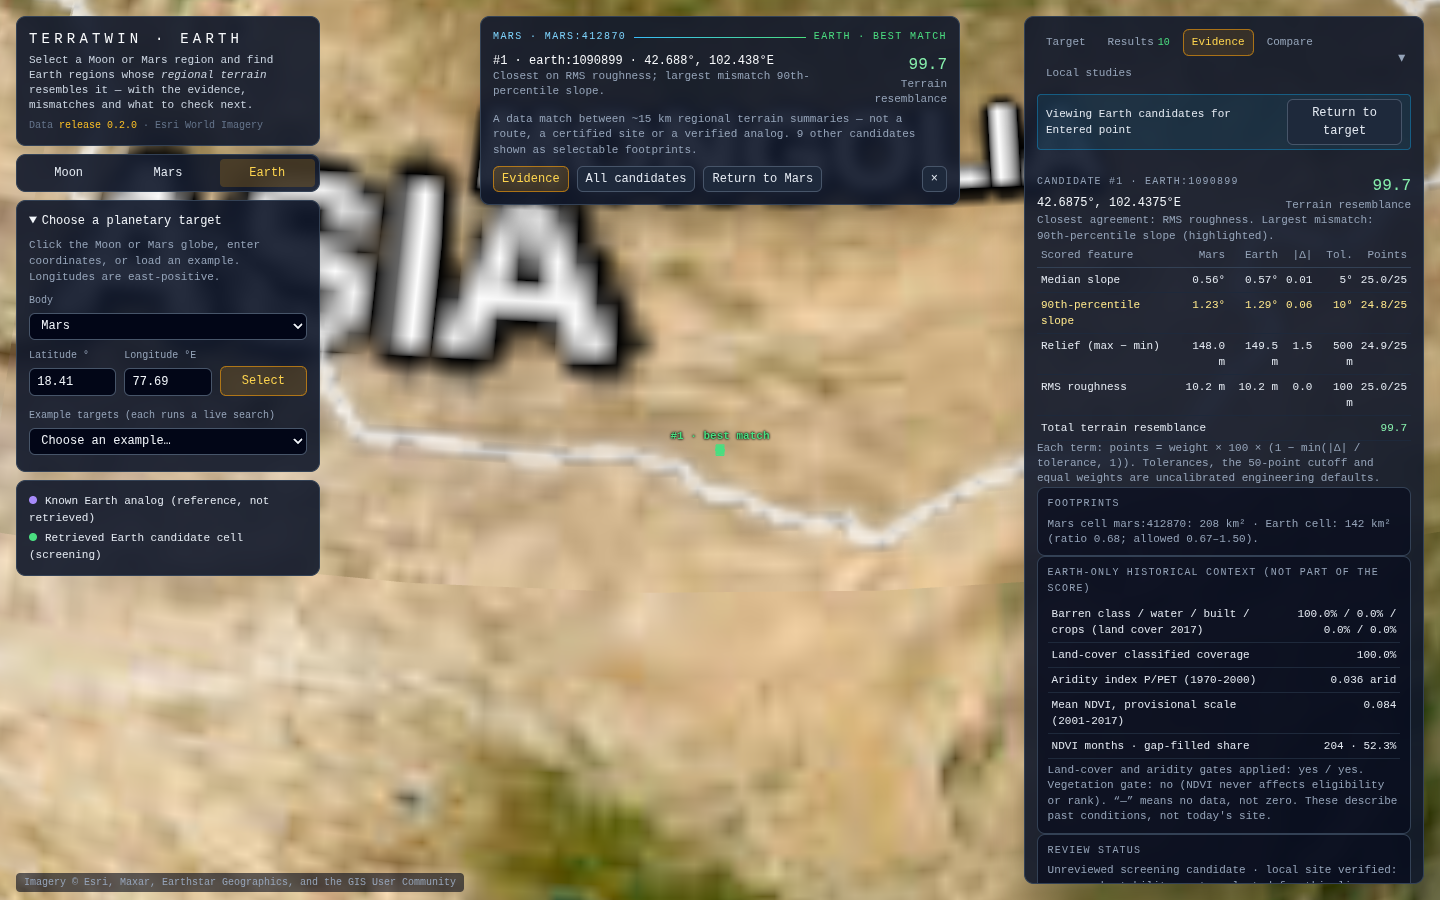 TERRATWIN · EARTH
Select a Moon or Mars region and find
Earth regions whose regional terrain
resembles it — with the evidence,
mismatches and what to check next.
Data release 0.2.0 · Esri World Imagery
Moon Mars Earth
▼ Choose a planetary target
Click the Moon or Mars globe, enter
coordinates, or load an example.
Longitudes are east-positive.
Body
Mars
Latitude ° Longitude °E
18.41 77.69 Select
Example targets (each runs a live search)
Choose an example…
Known Earth analog (reference, not
retrieved)
Retrieved Earth candidate cell
(screening)
MARS · MARS:412870 EARTH · BEST MATCH
#1 · earth:1090899 · 42.688°, 102.438°E 99.7
Closest on RMS roughness; largest mismatch 90th-
percentile slope.
Terrain
resemblance
A data match between ~15 km regional terrain summaries — not a
route, a certified site or a verified analog. 9 other candidates
shown as selectable footprints.
Evidence All candidates Return to Mars ×
SIA
#1 · best match
Target Results 10 Evidence Compare
▼
Local studies
Viewing Earth candidates for
Entered point
Return to
target
CANDIDATE #1 · EARTH:1090899 99.7
42.6875°, 102.4375°E Terrain resemblance
Closest agreement: RMS roughness. Largest mismatch:
90th-percentile slope (highlighted).
Scored feature Mars Earth |Δ| Tol. Points
Median slope 0.56° 0.57° 0.01 5° 25.0/25
90th-percentile 1.23° 1.29° 0.06 10° 24.8/25
slope
Relief (max − min) 148.0 149.5 1.5 500 24.9/25
m m m
RMS roughness 10.2 m 10.2 m 0.0 100 25.0/25
m
Total terrain resemblance 99.7
Each term: points = weight × 100 × (1 − min(|Δ| /
tolerance, 1)). Tolerances, the 50-point cutoff and
equal weights are uncalibrated engineering defaults.
FOOTPRINTS
Mars cell mars:412870: 208 km² · Earth cell: 142 km²
(ratio 0.68; allowed 0.67–1.50).
EARTH-ONLY HISTORICAL CONTEXT (NOT PART OF THE
SCORE)
Barren class / water / built / 100.0% / 0.0% /
crops (land cover 2017) 0.0% / 0.0%
Land-cover classified coverage 100.0%
Aridity index P/PET (1970-2000) 0.036 arid
Mean NDVI, provisional scale 0.084
(2001-2017)
NDVI months · gap-filled share 204 · 52.3%
Land-cover and aridity gates applied: yes / yes.
Vegetation gate: no (NDVI never affects eligibility
or rank). “—” means no data, not zero. These describe
past conditions, not today's site.
REVIEW STATUS
Unreviewed screening candidate · local site verified:
Imagery © Esri, Maxar, Earthstar Geographics, and the GIS User Community